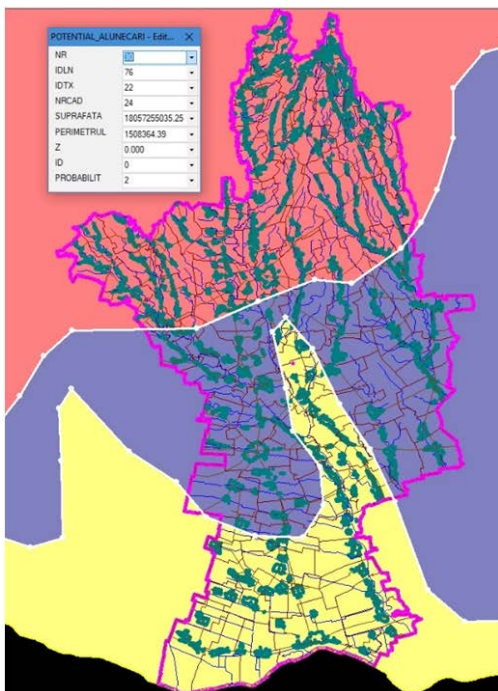 POTENTIAL_ALUNECARI - Edit...
NR 30
IDLN 76
IDTX 22
NRCAD 24
SUPRAFATA 18057255035.25
PERIMETRUL 1508364.39
Z 0.000
ID 0
PROBABILIT 2